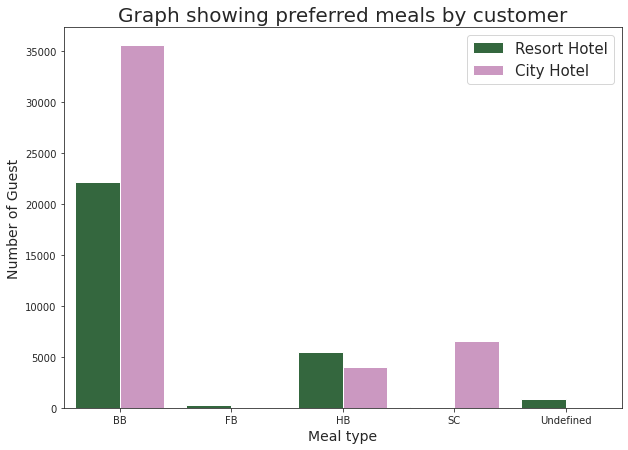 Graph showing preferred meals by customer
Resort Hotel
City Hotel
Number of Guest
35000
30000
25000
20000
15000
10000
5000
0
BB
FB
HB
SC
Undefined
Meal type